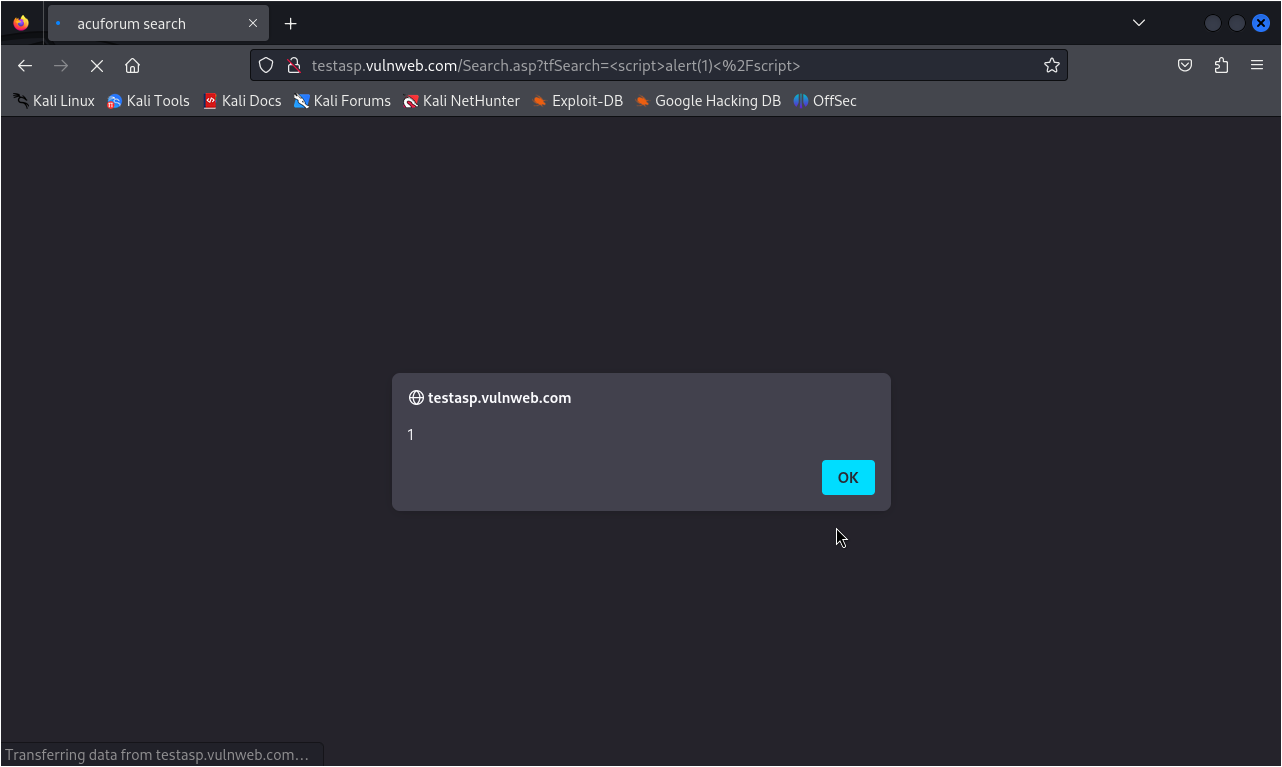 acuforum search
testasp.vulnweb.com/Search.asp?tfSearch=<script>alert(1)<%2Fscript>
Kali Linux Kali Tools Kali Docs Kali Forums Kali NetHunter Exploit-DB Google Hacking DB OffSec
testasp.vulnweb.com
1
OK
Transferring data from testasp.vulnweb.com…